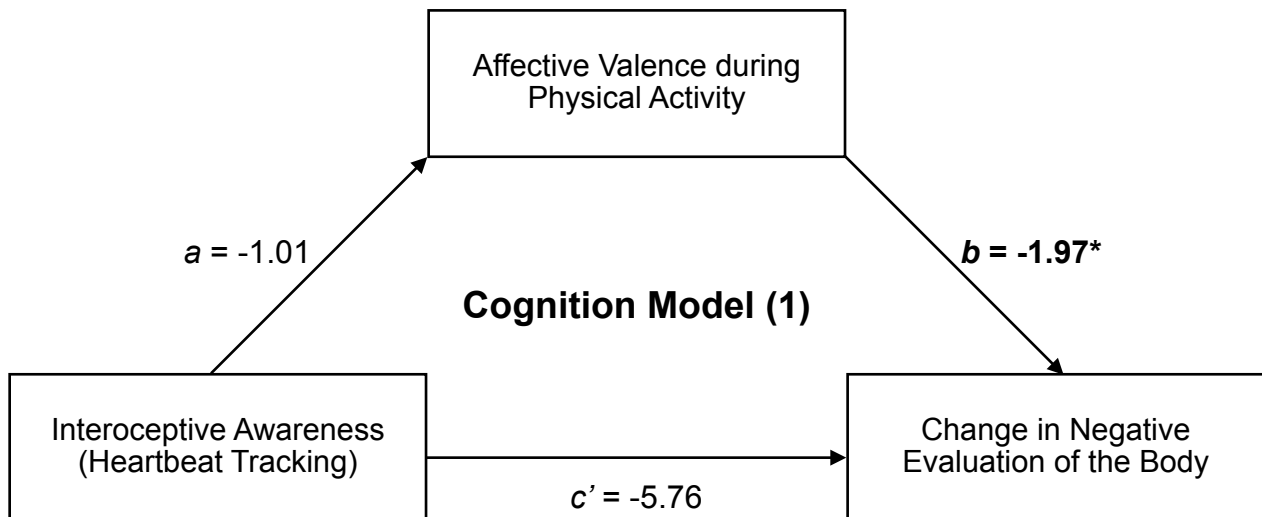 Affective Valence during
Physical Activity
a = -1.01
b = -1.97*
Cognition Model (1)
Interoceptive Awareness
(Heartbeat Tracking)
Change in Negative
Evaluation of the Body
c’ = -5.76